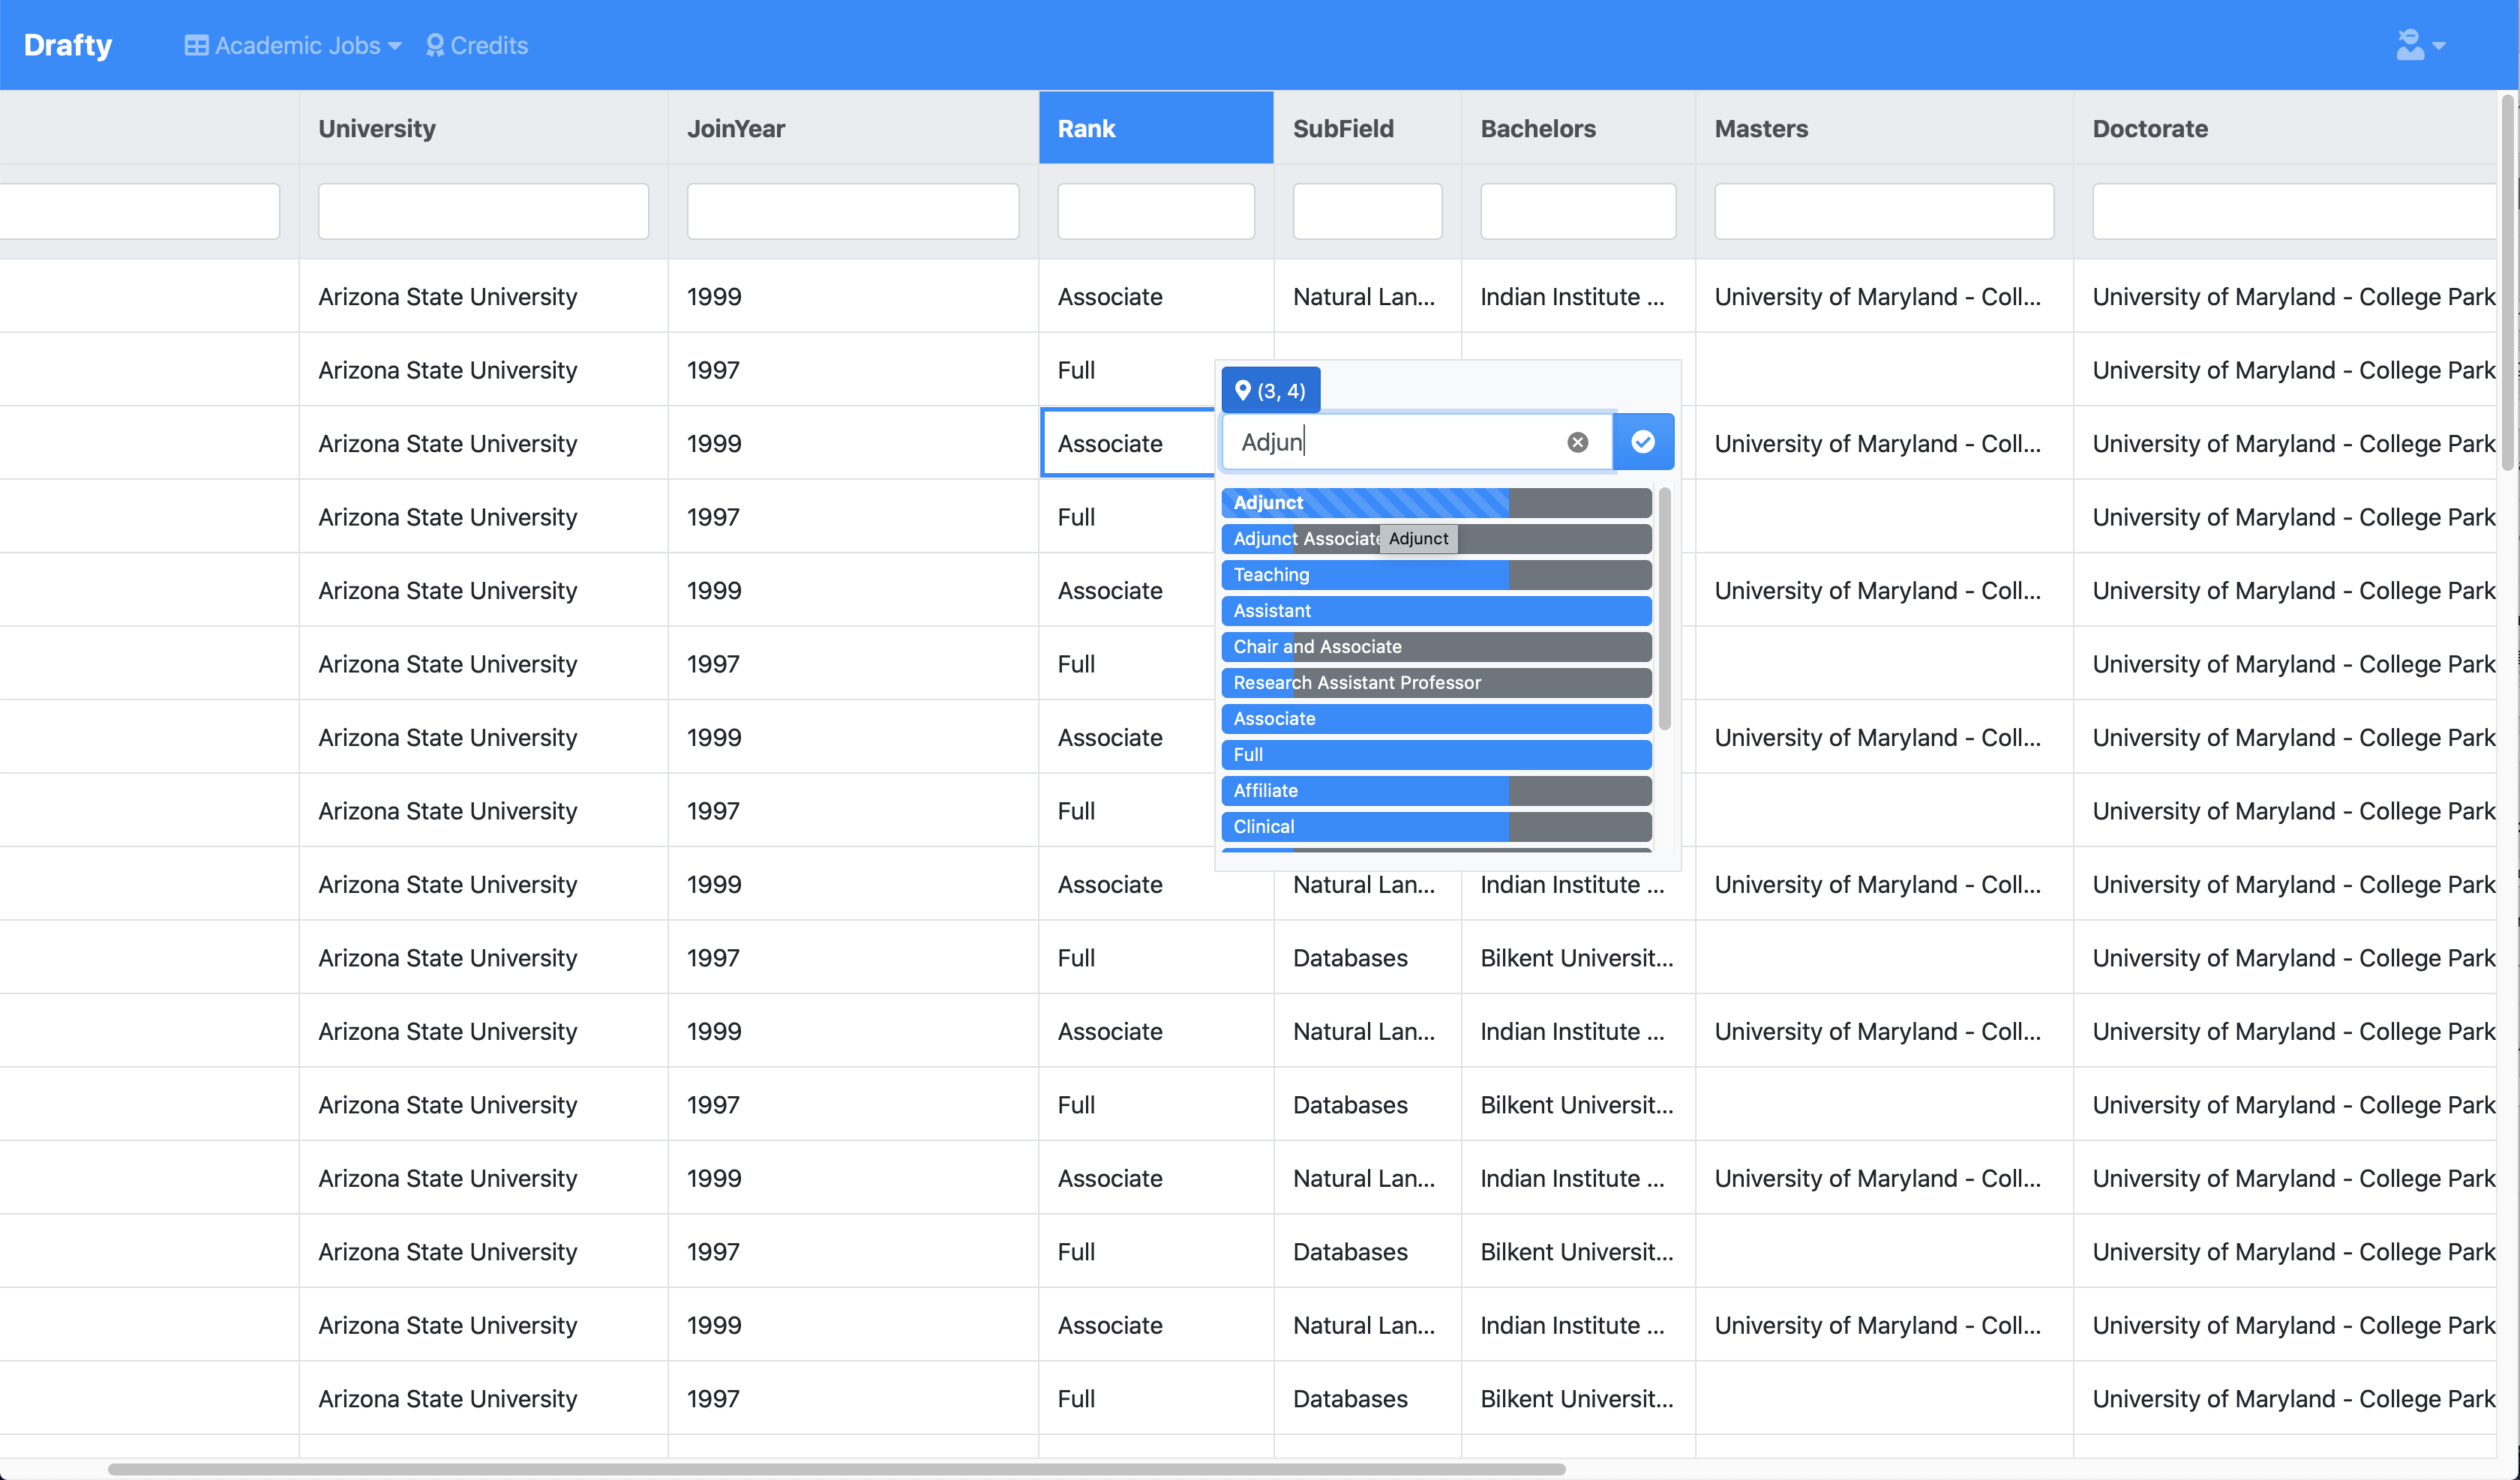 Drafty Academic Jobs Credits
University JoinYear Rank SubField Bachelors Masters Doctorate
Arizona State University 1999 Associate Natural Lan... Indian Institute ... University of Maryland - Coll... University of Maryland - College Park
Arizona State University 1997 Full University of Maryland - College Park
(3, 4)
Arizona State University 1999 Associate Adjun University of Maryland - Coll... University of Maryland - College Park
Adjunct
Arizona State University 1997 Full University of Maryland - College Park
Adjunct Associate Adjunct
Teaching
Arizona State University 1999 Associate University of Maryland - Coll... University of Maryland - College Park
Assistant
Chair and Associate
Arizona State University 1997 Full University of Maryland - College Park
Research Assistant Professor
Associate
Arizona State University 1999 Associate University of Maryland - Coll... University of Maryland - College Park
Full
Affiliate
Arizona State University 1997 Full University of Maryland - College Park
Clinical
Arizona State University 1999 Associate Natural Lan... Indian Institute ... University of Maryland - Coll... University of Maryland - College Park
Arizona State University 1997 Full Databases Bilkent Universit... University of Maryland - College Park
Arizona State University 1999 Associate Natural Lan... Indian Institute ... University of Maryland - Coll... University of Maryland - College Park
Arizona State University 1997 Full Databases Bilkent Universit... University of Maryland - College Park
Arizona State University 1999 Associate Natural Lan... Indian Institute ... University of Maryland - Coll... University of Maryland - College Park
Arizona State University 1997 Full Databases Bilkent Universit... University of Maryland - College Park
Arizona State University 1999 Associate Natural Lan... Indian Institute ... University of Maryland - Coll... University of Maryland - College Park
Arizona State University 1997 Full Databases Bilkent Universit... University of Maryland - College Park